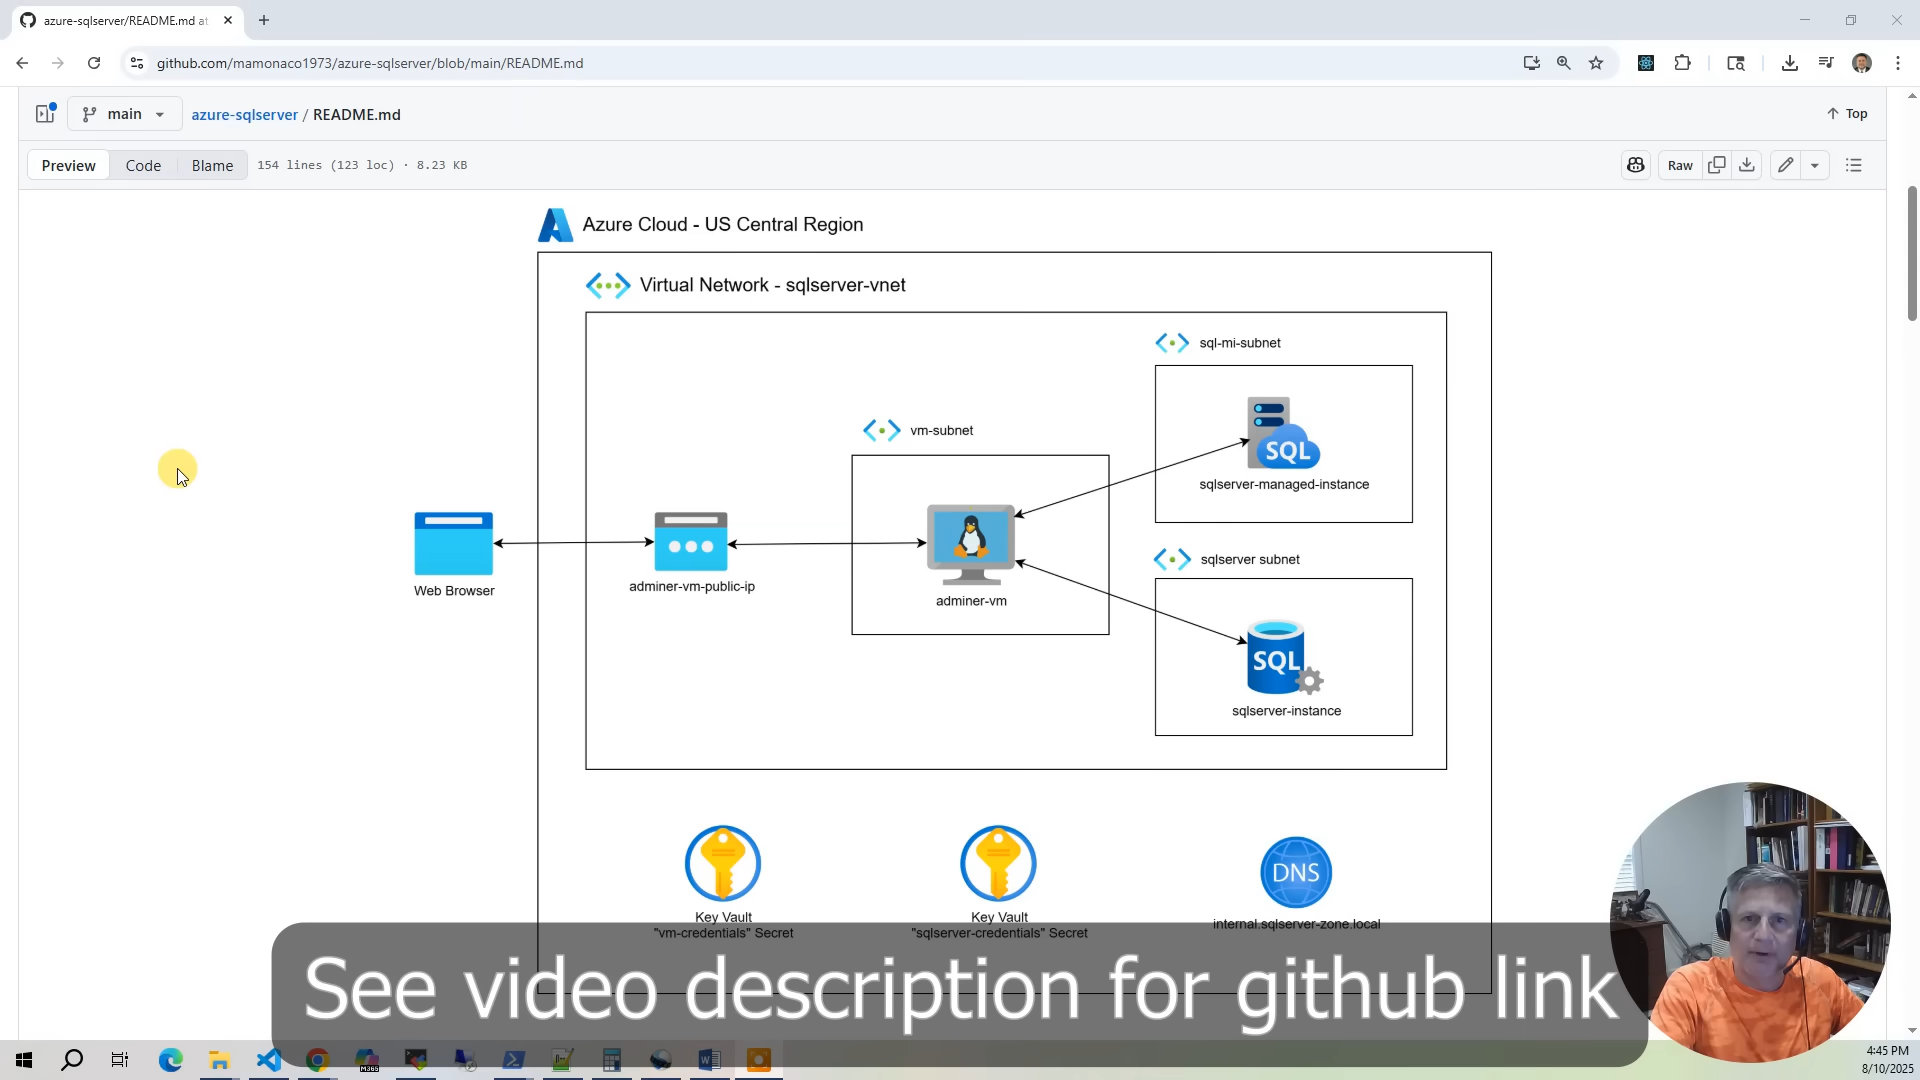 azure-sqlserver/README.md at
github.com/mamonaco1973/azure-sqlserver/blob/main/README.md
main
azure-sqlserver / README.md
Top
Preview
Code
Blame
154 lines (123 loc) · 8.23 KB
Raw
Azure Cloud - US Central Region
Virtual Network - sqlserver-vnet
sql-mi-subnet
SQL
sqlserver-managed-instance
vm-subnet
Web Browser
adminer-vm-public-ip
adminer-vm
sqlserver subnet
SQL
sqlserver-instance
DNS
Key Vault
"vm-credentials" Secret
Key Vault
"sqlserver-credentials" Secret
internal.sqlserver-zone.local
See video description for github link
M365
4:45 PM
8/10/2025